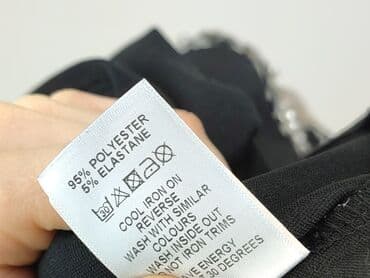 95% POLYESTER
5% ELASTANE
30
COOL IRON ON
REVERSE
WASH WITH SIMILAR
COLOURS
WASH INSIDE OUT
NOT IRON TRIMS
ENERGY
30 DEGREES